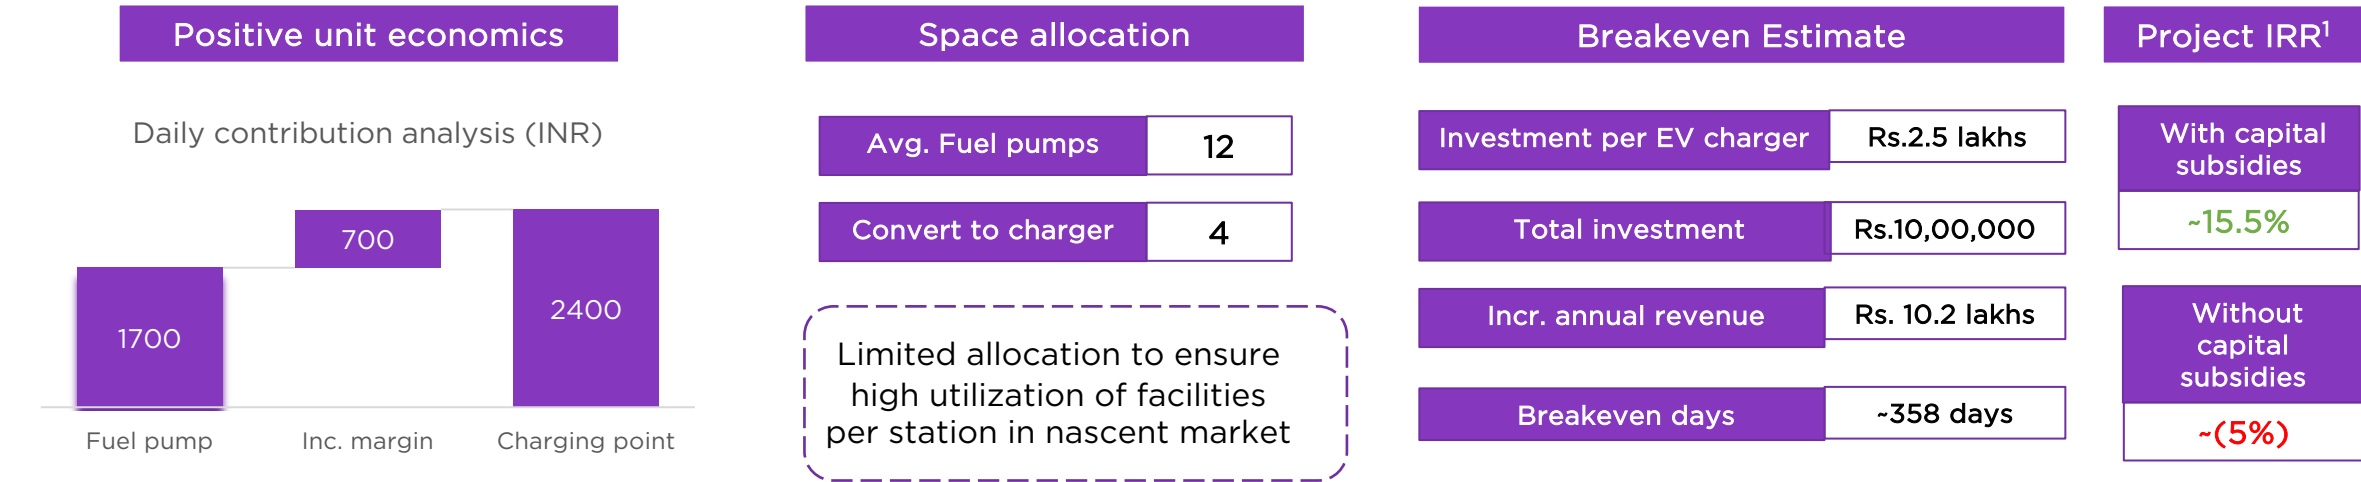 Positive unit economics
Daily contribution analysis (INR)
1700
700
2400
Fuel pump
Inc. margin
Charging point
Space allocation
Avg. Fuel pumps
12
Convert to charger
4
Limited allocation to ensure
high utilization of facilities
per station in nascent market
Breakeven Estimate
Investment per EV charger
Rs.2.5 lakhs
Total investment
Rs.10,00,000
Incr. annual revenue
Rs. 10.2 lakhs
Breakeven days
~358 days
Project IRR¹
With capital
subsidies
~15.5%
Without
capital
subsidies
~(5%)